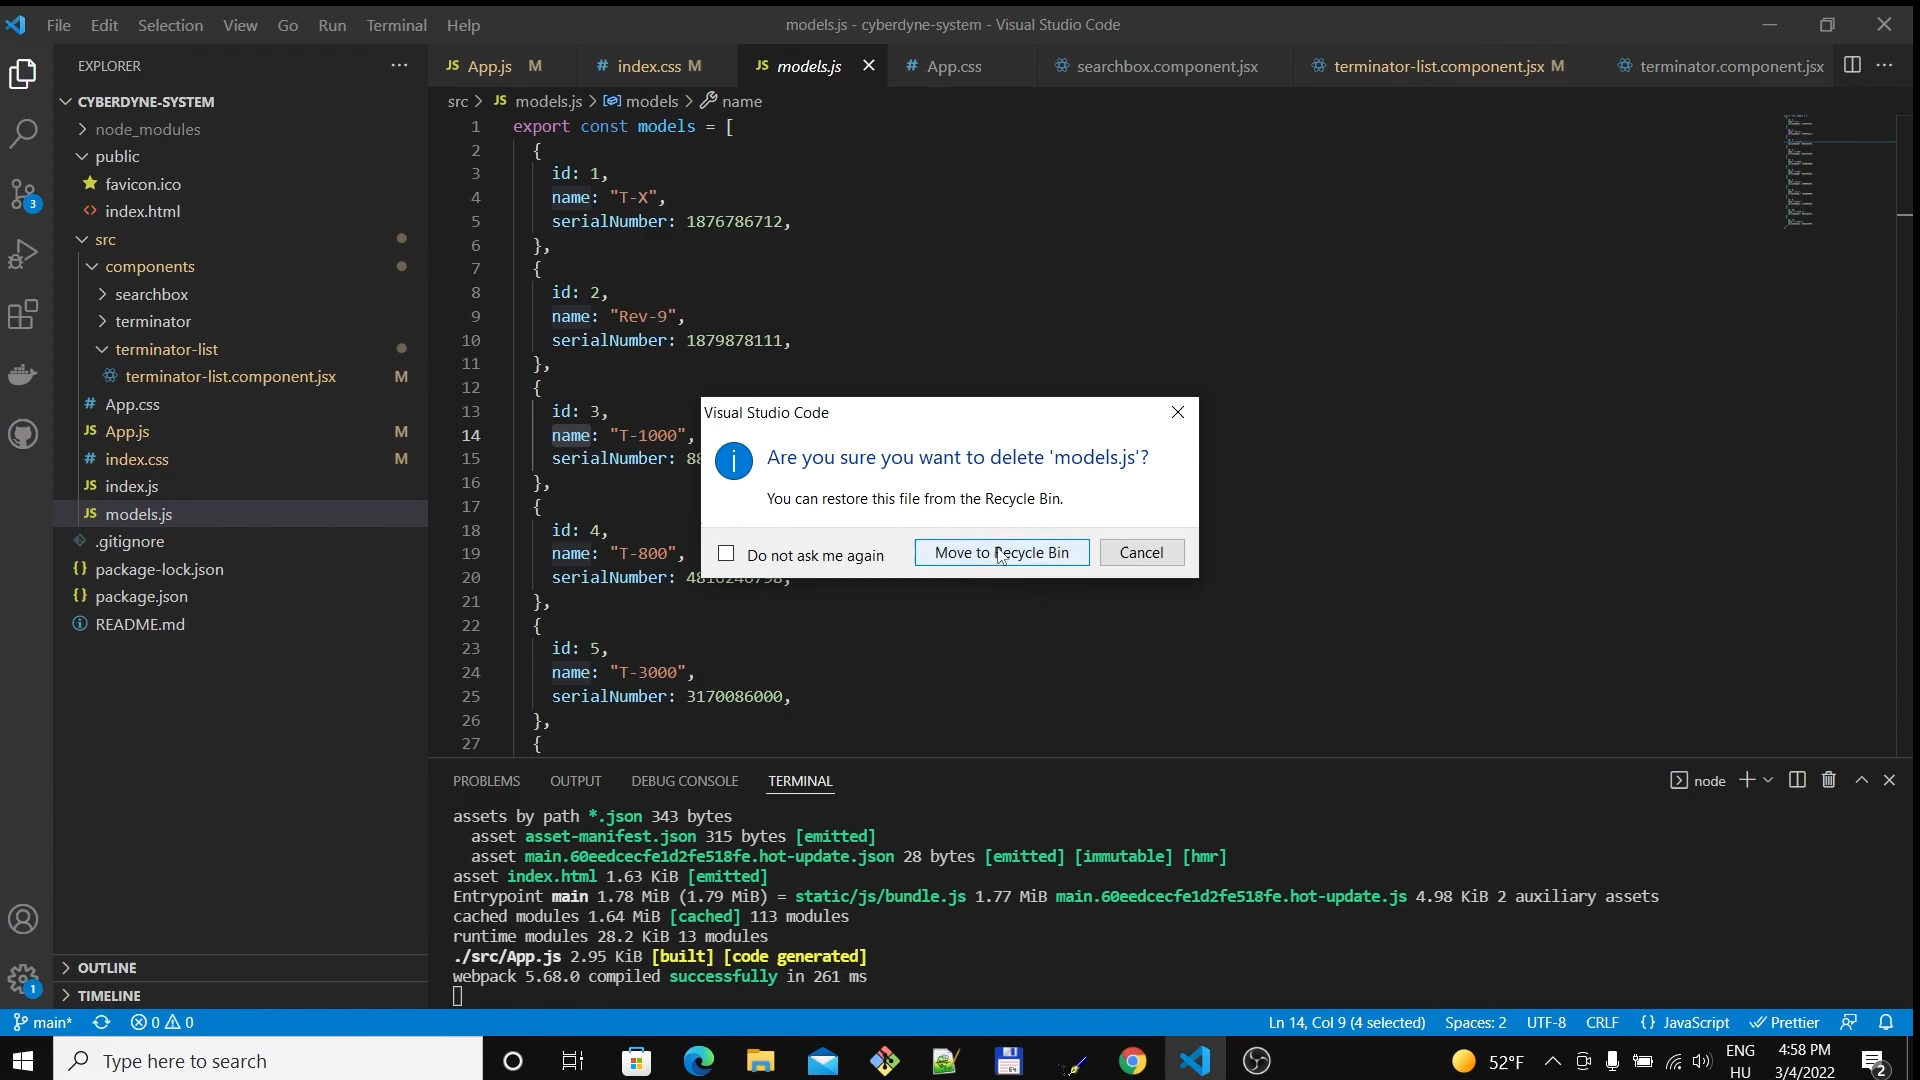 File Edit Selection View Go Run Terminal Help
models.js - cyberdyne-system - Visual Studio Code
EXPLORER
CYBERDYNE-SYSTEM
node_modules
public
favicon.ico
index.html
src
components
searchbox
terminator
terminator-list
terminator-list.component.jsx M
# App.css
JS App.js M
# index.css M
JS index.js
JS models.js
.gitignore
{} package-lock.json
{} package.json
README.md
OUTLINE
TIMELINE
3
1
JS App.js M
# index.css M
JS models.js
# App.css
searchbox.component.jsx
terminator-list.component.jsx M
terminator.component.jsx
src > JS models.js > models > name
1 export const models = [
2 {
3 id: 1,
4 name: "T-X",
5 serialNumber: 1876786712,
6 },
7 {
8 id: 2,
9 name: "Rev-9",
10 serialNumber: 1879878111,
11 },
12 {
13 id: 3,
14 name: "T-1000",
15 serialNumber: 88
16 },
17 {
18 id: 4,
19 name: "T-800",
20 serialNumber:
21 },
22 {
23 id: 5,
24 name: "T-3000",
25 serialNumber: 3170086000,
26 },
27 {
Visual Studio Code
Are you sure you want to delete 'models.js'?
You can restore this file from the Recycle Bin.
Do not ask me again
Move to Recycle Bin
Cancel
PROBLEMS OUTPUT DEBUG CONSOLE TERMINAL
node
assets by path *.json 343 bytes
asset asset-manifest.json 315 bytes [emitted]
asset main.60eedcecfe1d2fe518fe.hot-update.json 28 bytes [emitted] [immutable] [hmr]
asset index.html 1.63 KiB [emitted]
Entrypoint main 1.78 MiB (1.79 MiB) = static/js/bundle.js 1.77 MiB main.60eedcecfe1d2fe518fe.hot-update.js 4.98 KiB 2 auxiliary assets
cached modules 1.64 MiB [cached] 113 modules
runtime modules 28.2 KiB 13 modules
./src/App.js 2.95 KiB [built] [code generated]
webpack 5.68.0 compiled successfully in 261 ms
main* 0 0
Ln 14, Col 9 (4 selected) Spaces: 2 UTF-8 CRLF {} JavaScript Prettier
Type here to search
64
52°F
ENG
HU
4:58 PM
3/4/2022
2